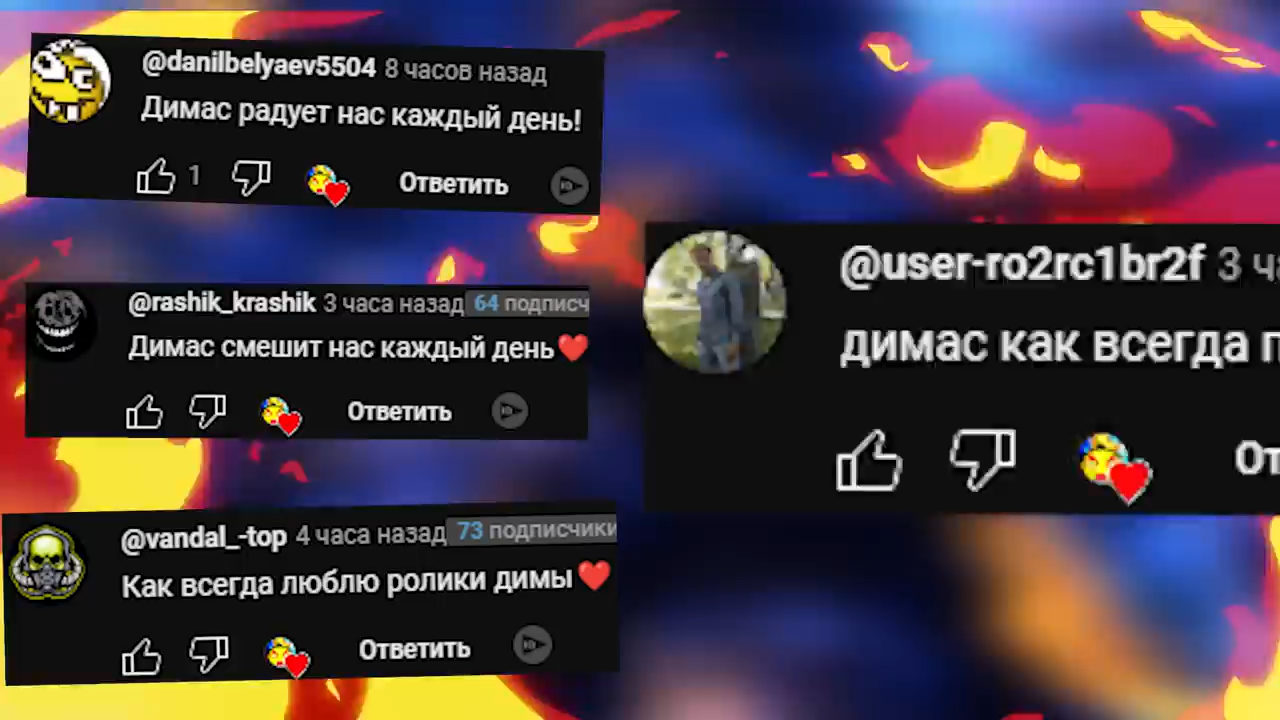 @danilbelyaev5504 8 часов назад
Димас радует нас каждый день!
1
Ответить
@rashik_krashik 3 часа назад 64 подписч
Димас смешит нас каждый день❤️
Ответить
@vandal_-top 4 часа назад 73 подписчики
Как всегда люблю ролики димы❤️
Ответить
@user-ro2rc1br2f 3 ча
димас как всегда п
От